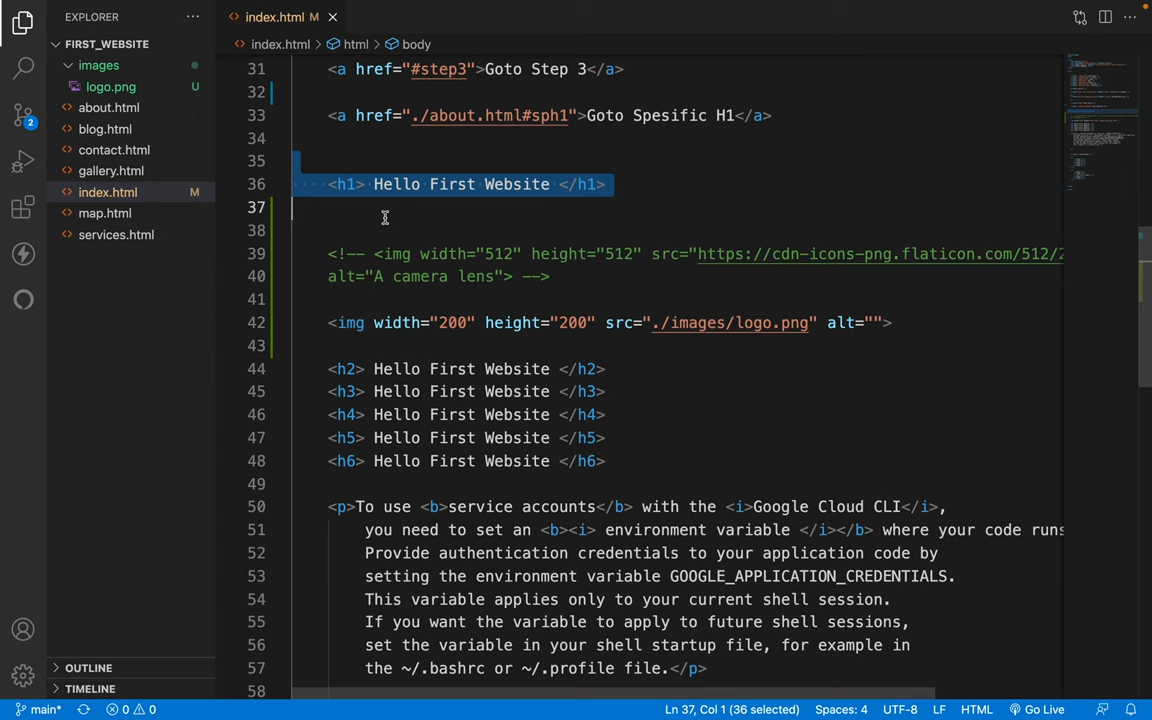 EXPLORER
index.html M
FIRST_WEBSITE
index.html > html > body
images
logo.png U
about.html
blog.html
contact.html
gallery.html
index.html M
map.html
services.html
31 <a href="#step3">Goto Step 3</a>
32
33 <a href="./about.html#sph1">Goto Spesific H1</a>
34
35
36 <h1> Hello First Website </h1>
37
38
39 <!-- <img width="512" height="512" src="https://cdn-icons-png.flaticon.com/512/2
40 alt="A camera lens"> -->
41
42 <img width="200" height="200" src="./images/logo.png" alt="">
43
44 <h2> Hello First Website </h2>
45 <h3> Hello First Website </h3>
46 <h4> Hello First Website </h4>
47 <h5> Hello First Website </h5>
48 <h6> Hello First Website </h6>
49
50 <p>To use <b>service accounts</b> with the <i>Google Cloud CLI</i>,
51 you need to set an <b><i> environment variable </i></b> where your code runs
52 Provide authentication credentials to your application code by
53 setting the environment variable GOOGLE_APPLICATION_CREDENTIALS.
54 This variable applies only to your current shell session.
55 If you want the variable to apply to future shell sessions,
56 set the variable in your shell startup file, for example in
57 the ~/.bashrc or ~/.profile file.</p>
58
2
OUTLINE
TIMELINE
main* 0 0 Ln 37, Col 1 (36 selected) Spaces: 4 UTF-8 LF HTML Go Live